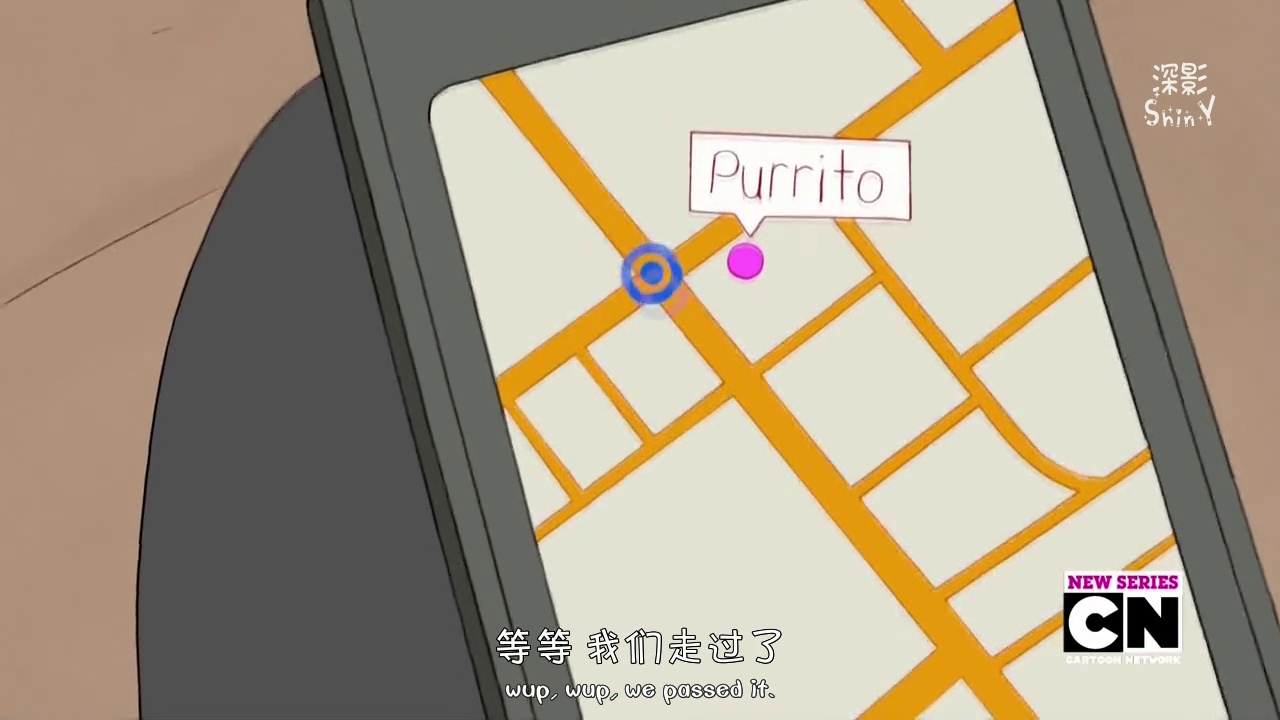 深影
ShinY
Purrito
NEW SERIES
CN
CARTOON NETWORK
等等 我们走过了
wup, wup, we passed it.